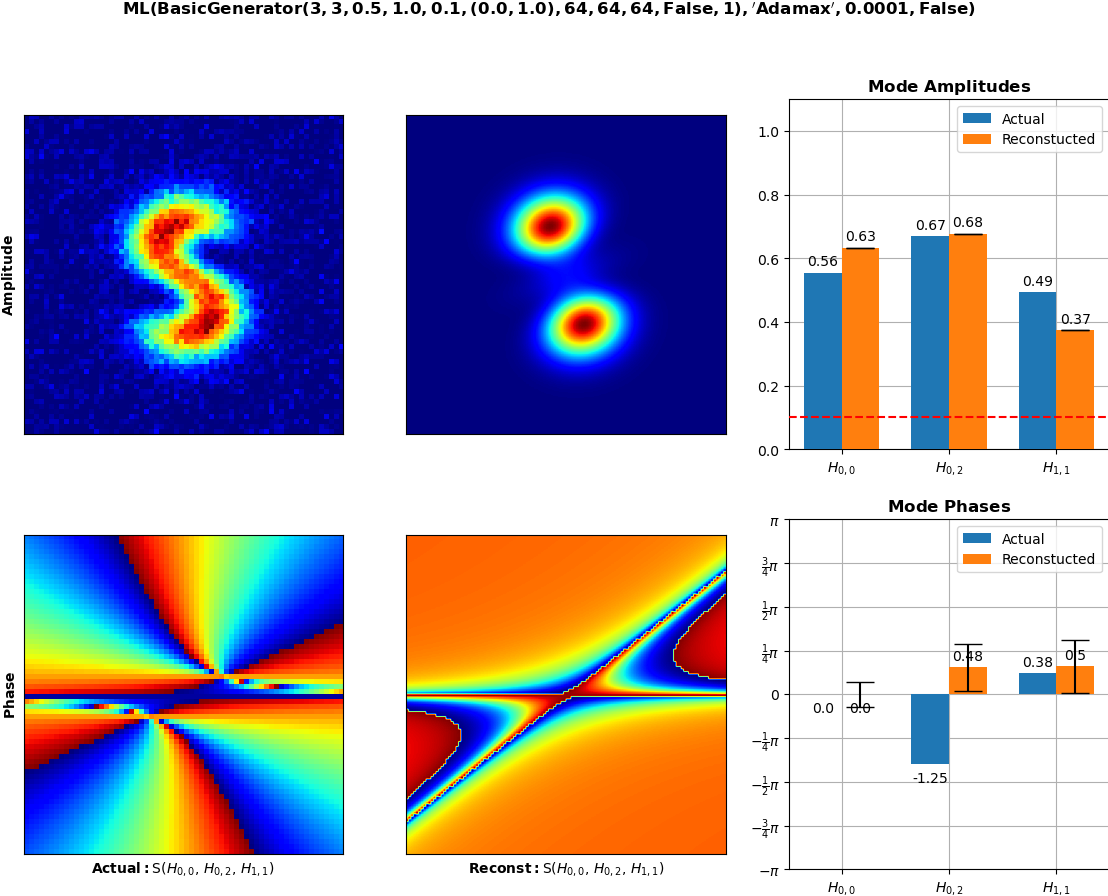 ML(BasicGenerator(3, 3, 0.5, 1.0, 0.1, (0.0, 1.0), 64, 64, 64, False, 1), ′Adamax′, 0.0001, False)
Amplitude
Mode Amplitudes
Actual
Reconstucted
1.0
0.8
0.6
0.4
0.2
0.0
0.56
0.63
0.67
0.68
0.49
0.37
H₀,₀
H₀,₂
H₁,₁
Phase
Actual: S(H₀,₀, H₀,₂, H₁,₁)
Reconst: S(H₀,₀, H₀,₂, H₁,₁)
Mode Phases
Actual
Reconstucted
π
3/4π
1/2π
1/4π
0
−1/4π
−1/2π
−3/4π
−π
0.0
0.0
-1.25
0.48
0.38
0.5
H₀,₀
H₀,₂
H₁,₁